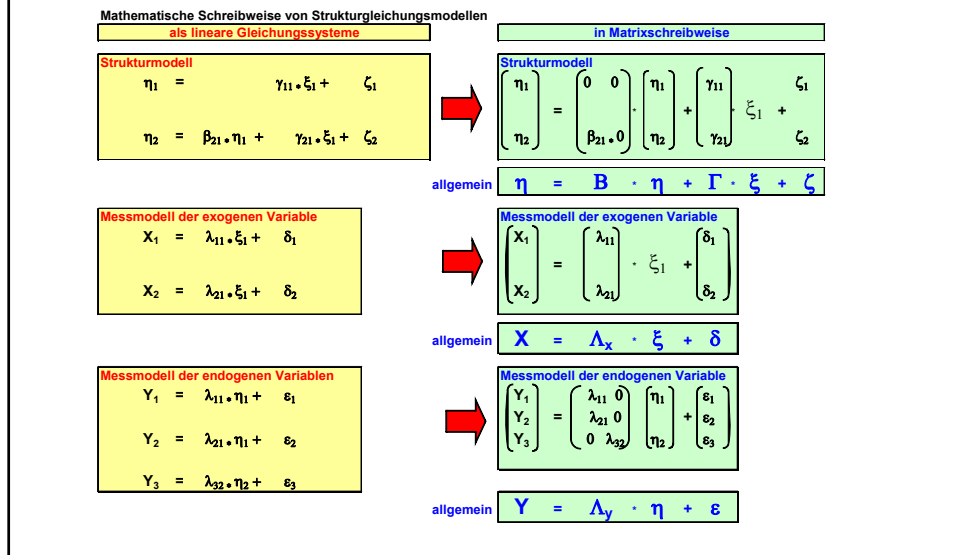 Mathematische Schreibweise von Strukturgleichungsmodellen
als lineare Gleichungssysteme
in Matrixschreibweise
Strukturmodell
η₁ = γ₁₁*ξ₁ + ζ₁
η₂ = β₂₁*η₁ + γ₂₁*ξ₁ + ζ₂
Strukturmodell
η₁ 0 0 η₁ γ₁₁ ζ₁
= * + * ξ₁ +
η₂ β₂₁*0 η₂ γ₂₁ ζ₂
allgemein η = B * η + Γ * ξ + ζ
Messmodell der exogenen Variable
X₁ = λ₁₁*ξ₁ + δ₁
X₂ = λ₂₁*ξ₁ + δ₂
Messmodell der exogenen Variable
X₁ λ₁₁ δ₁
= * ξ₁ +
X₂ λ₂₁ δ₂
allgemein X = Λₓ * ξ + δ
Messmodell der endogenen Variablen
Y₁ = λ₁₁*η₁ + ε₁
Y₂ = λ₂₁*η₁ + ε₂
Y₃ = λ₃₂*η₂ + ε₃
Messmodell der endogenen Variable
Y₁ λ₁₁ 0 η₁ ε₁
Y₂ = λ₂₁ 0 + ε₂
Y₃ 0 λ₃₂ η₂ ε₃
allgemein Y = Λy * η + ε